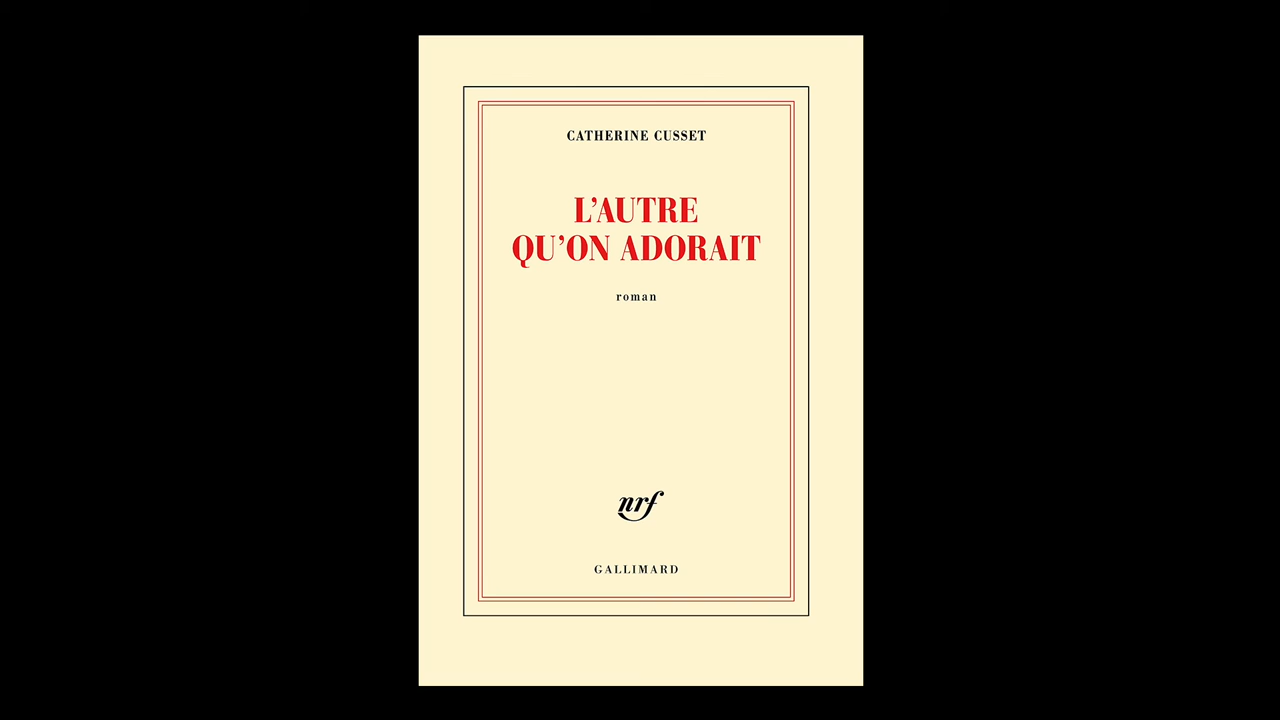 CATHERINE CUSSET
L’AUTRE
QU’ON ADORAIT
roman
nrf
GALLIMARD